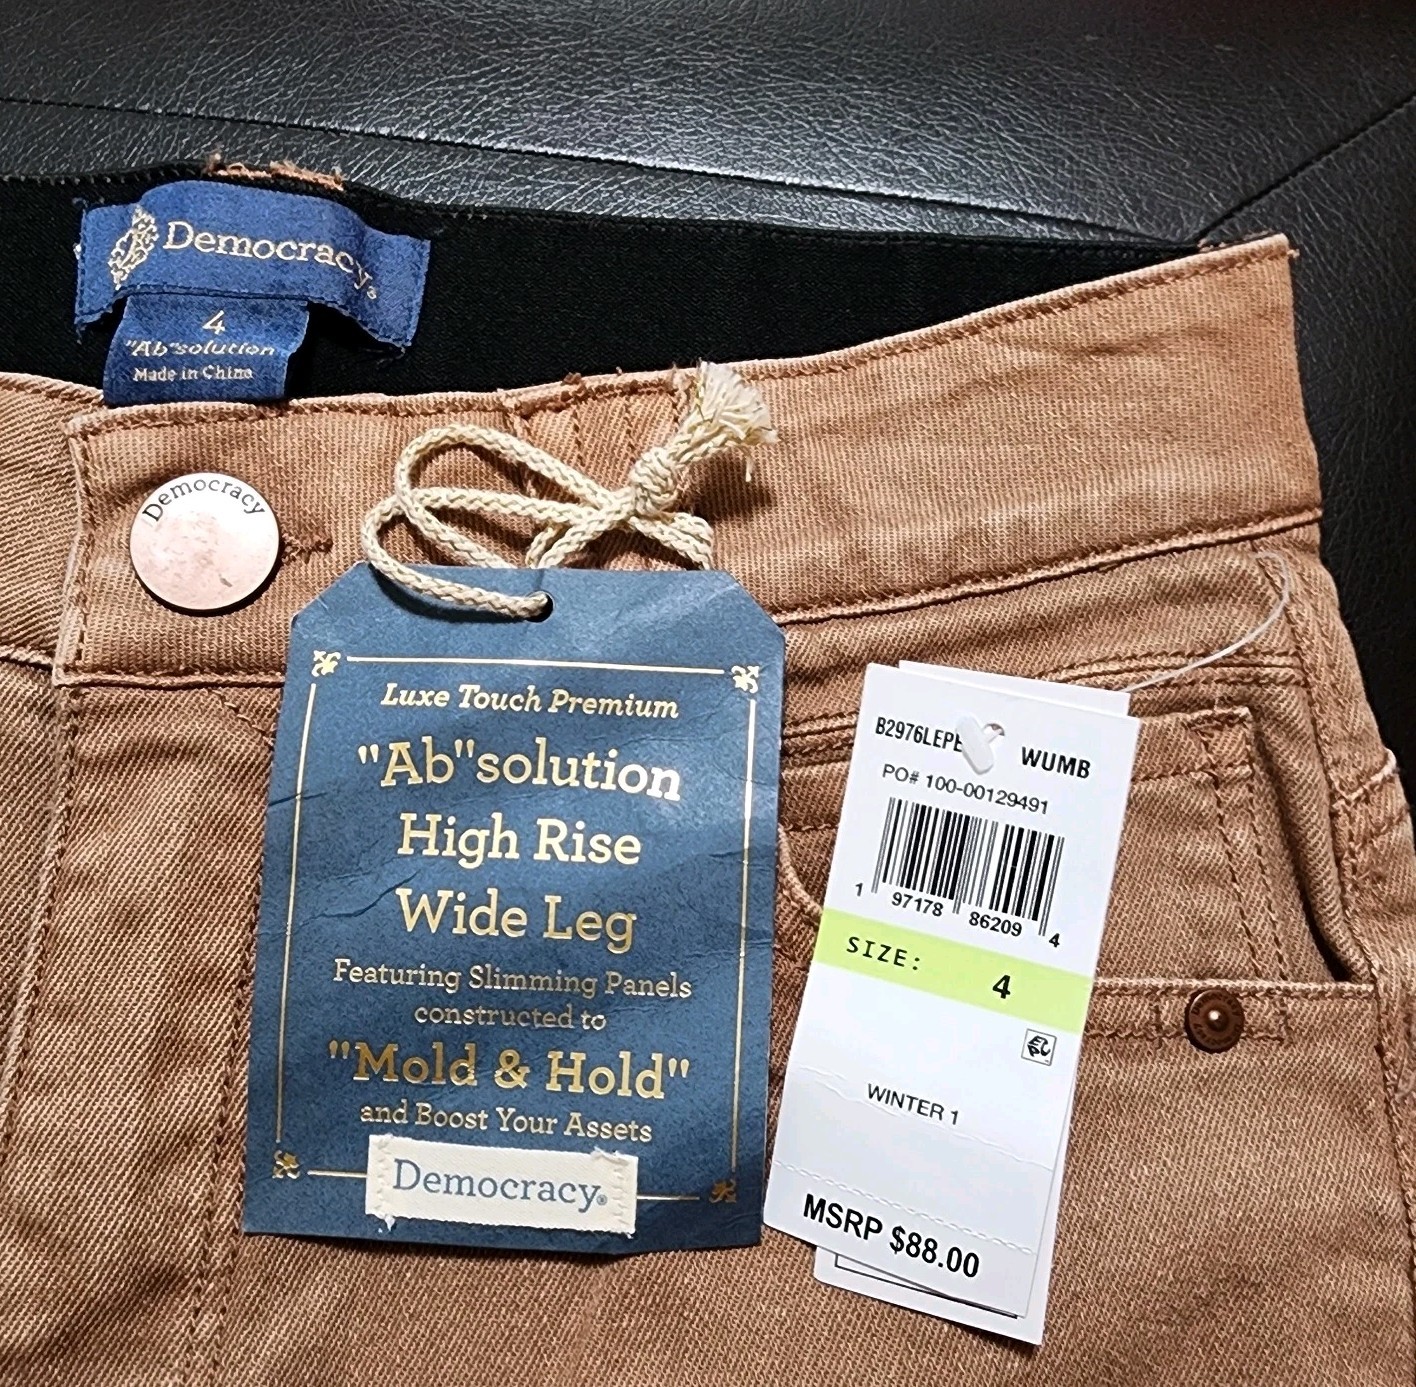 Democracy®
4
"Ab"solution
Made in China
Democracy
Luxe Touch Premium
"Ab"solution
High Rise
Wide Leg
Featuring Slimming Panels
constructed to
"Mold & Hold"
and Boost Your Assets
Democracy®
WUMB
PO# 100-00129491
1 97178 86209 4
SIZE: 4
WINTER 1
MSRP $88.00